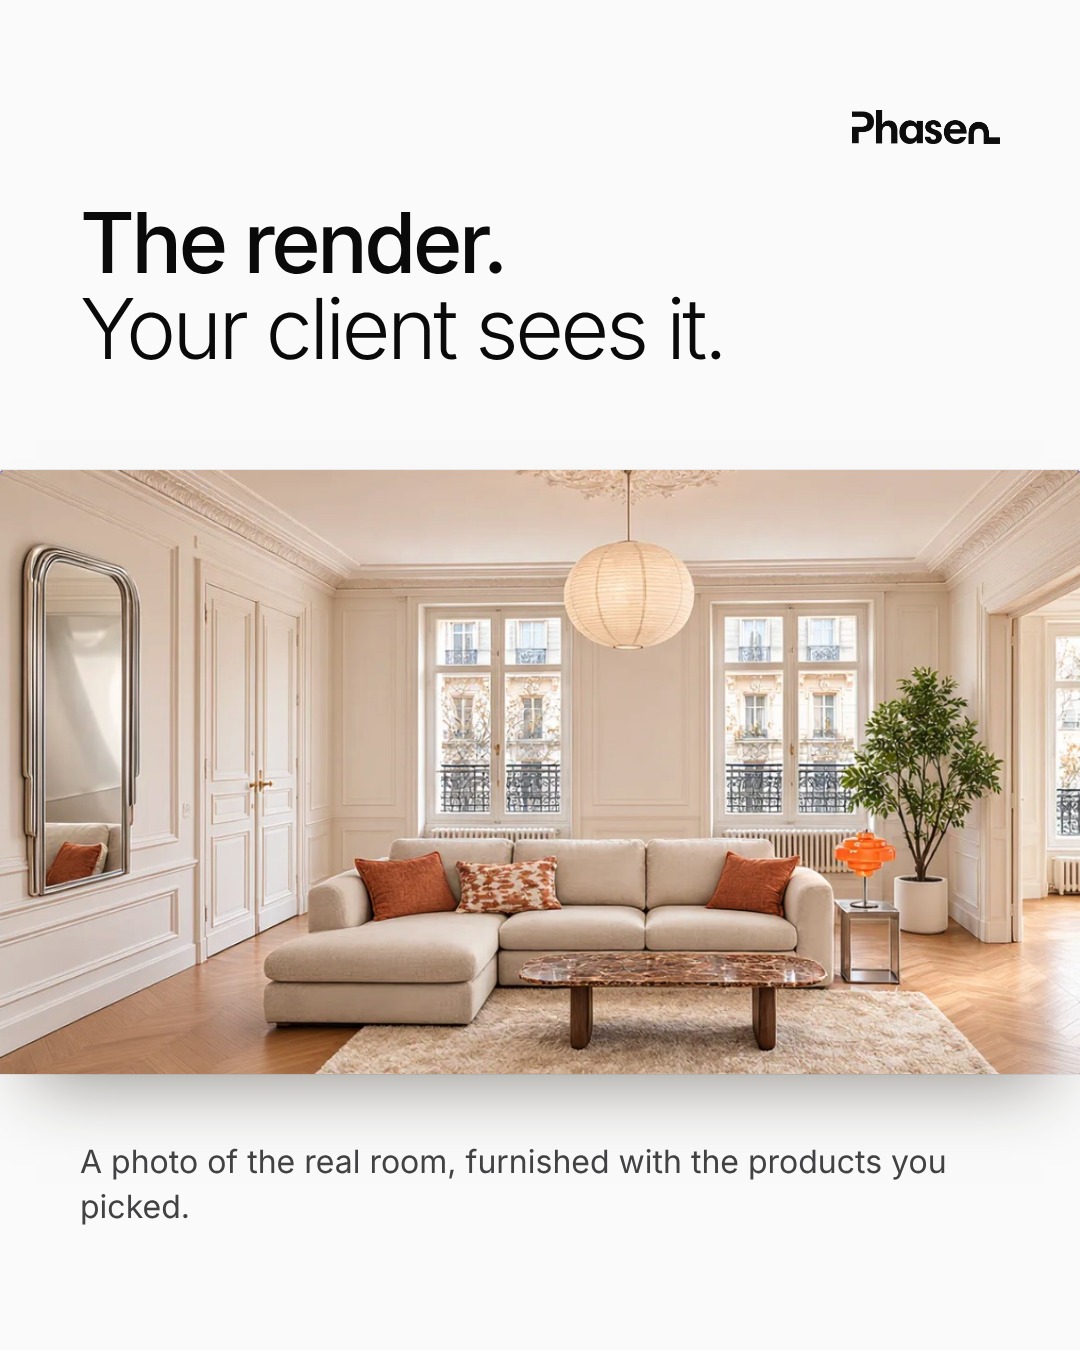 Phasen
The render.
Your client sees it.
A photo of the real room, furnished with the products you
picked.